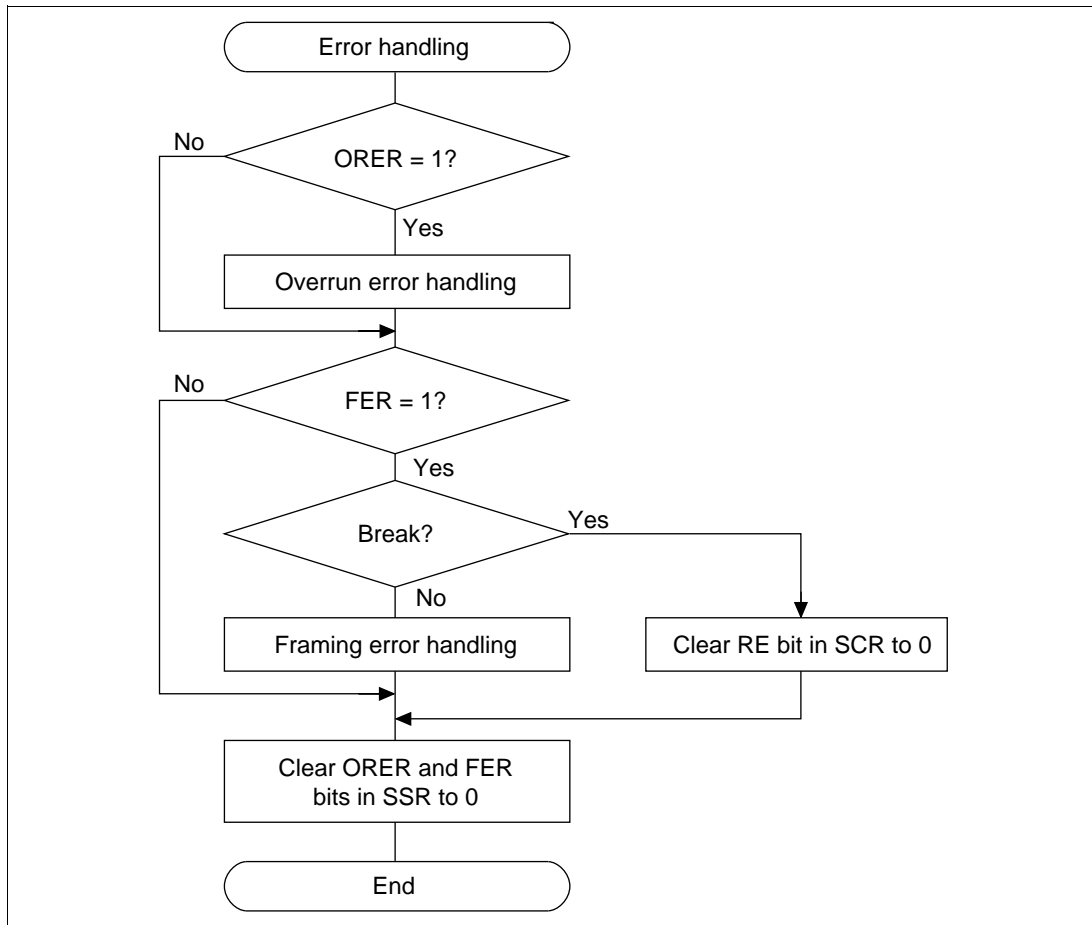 Error handling
No
ORER = 1?
Yes
Overrun error handling
No
FER = 1?
Yes
Break?
Yes
No
Framing error handling
Clear RE bit in SCR to 0
Clear ORER and FER
bits in SSR to 0
End